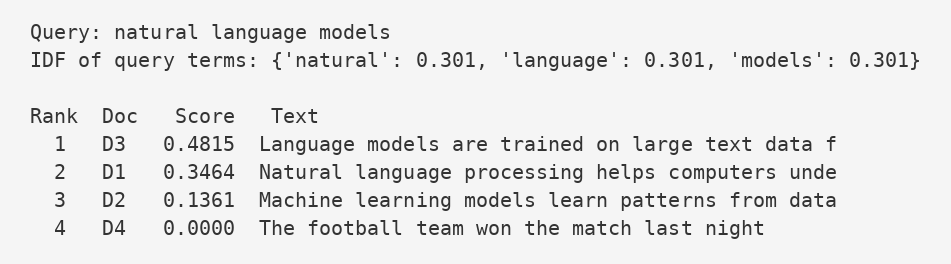 Query: natural language models
IDF of query terms: {'natural': 0.301, 'language': 0.301, 'models': 0.301}
Rank Doc Score Text
1 D3 0.4815 Language models are trained on large text data f
2 D1 0.3464 Natural language processing helps computers unde
3 D2 0.1361 Machine learning models learn patterns from data
4 D4 0.0000 The football team won the match last night